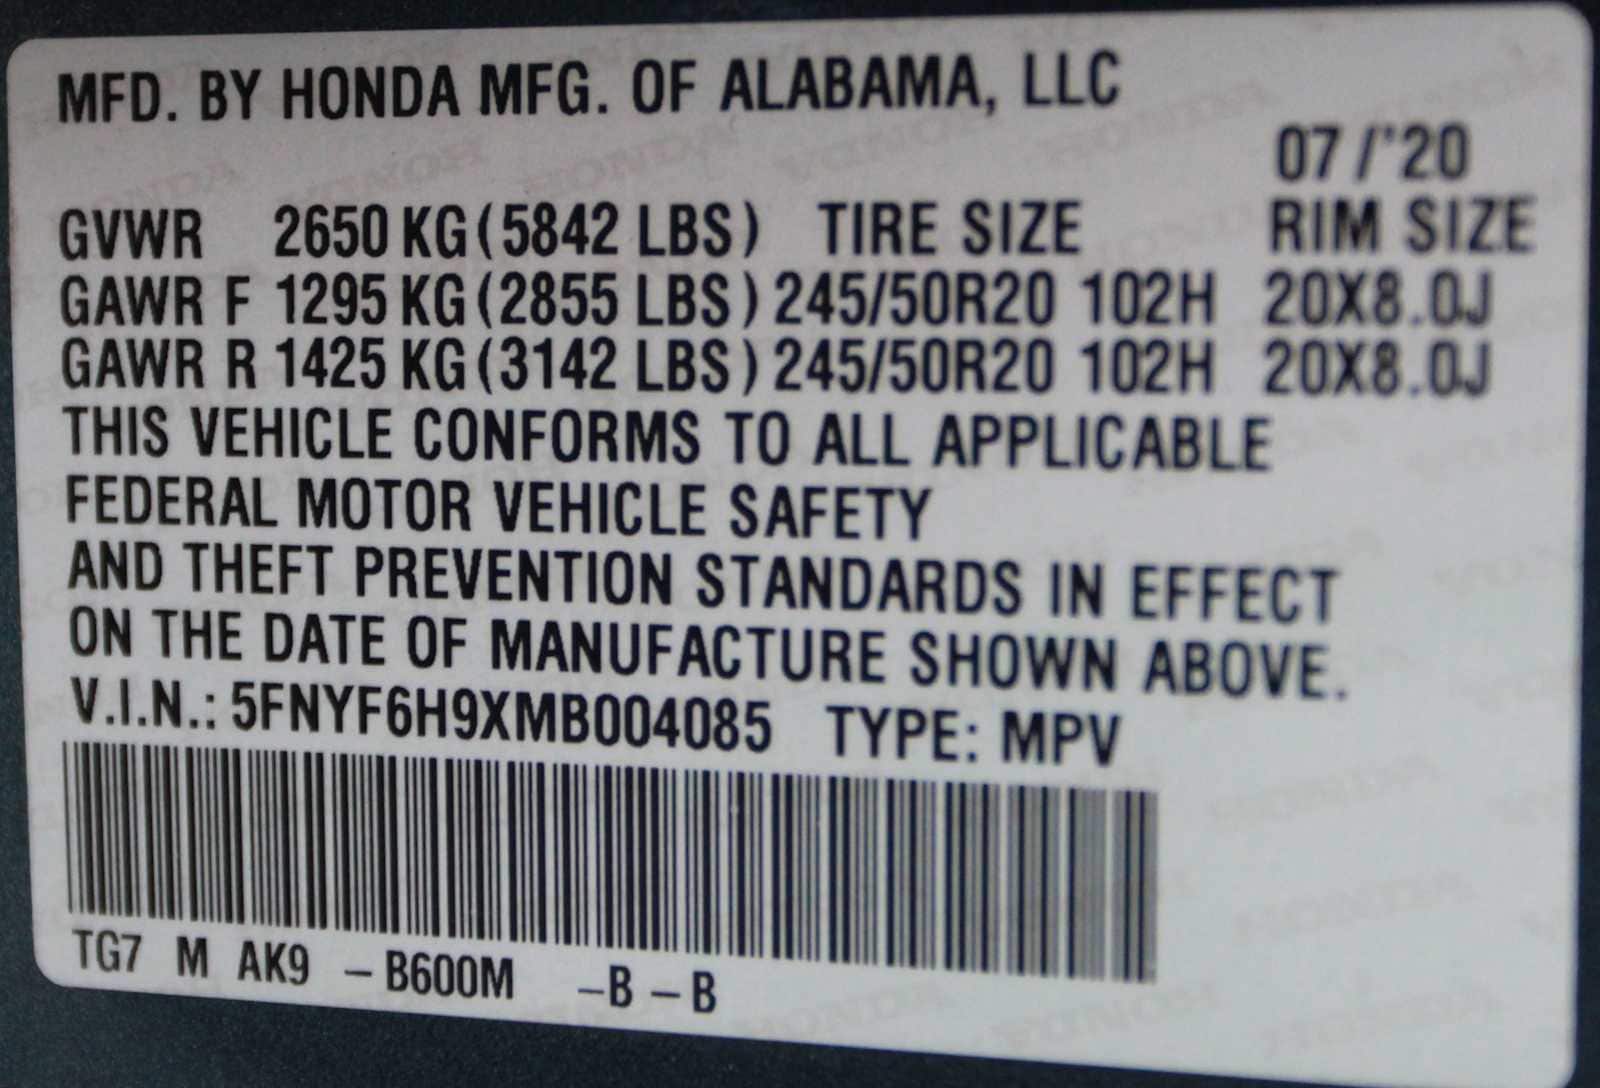 MFD. BY HONDA MFG. OF ALABAMA, LLC
07 /'20
GVWR 2650 KG (5842 LBS) TIRE SIZE RIM SIZE
GAWR F 1295 KG (2855 LBS) 245/50R20 102H 20X8.0J
GAWR R 1425 KG (3142 LBS) 245/50R20 102H 20X8.0J
THIS VEHICLE CONFORMS TO ALL APPLICABLE
FEDERAL MOTOR VEHICLE SAFETY
AND THEFT PREVENTION STANDARDS IN EFFECT
ON THE DATE OF MANUFACTURE SHOWN ABOVE.
V.I.N.: 5FNYF6H9XMB004085 TYPE: MPV
TG7 M AK9 – B600M –B – B